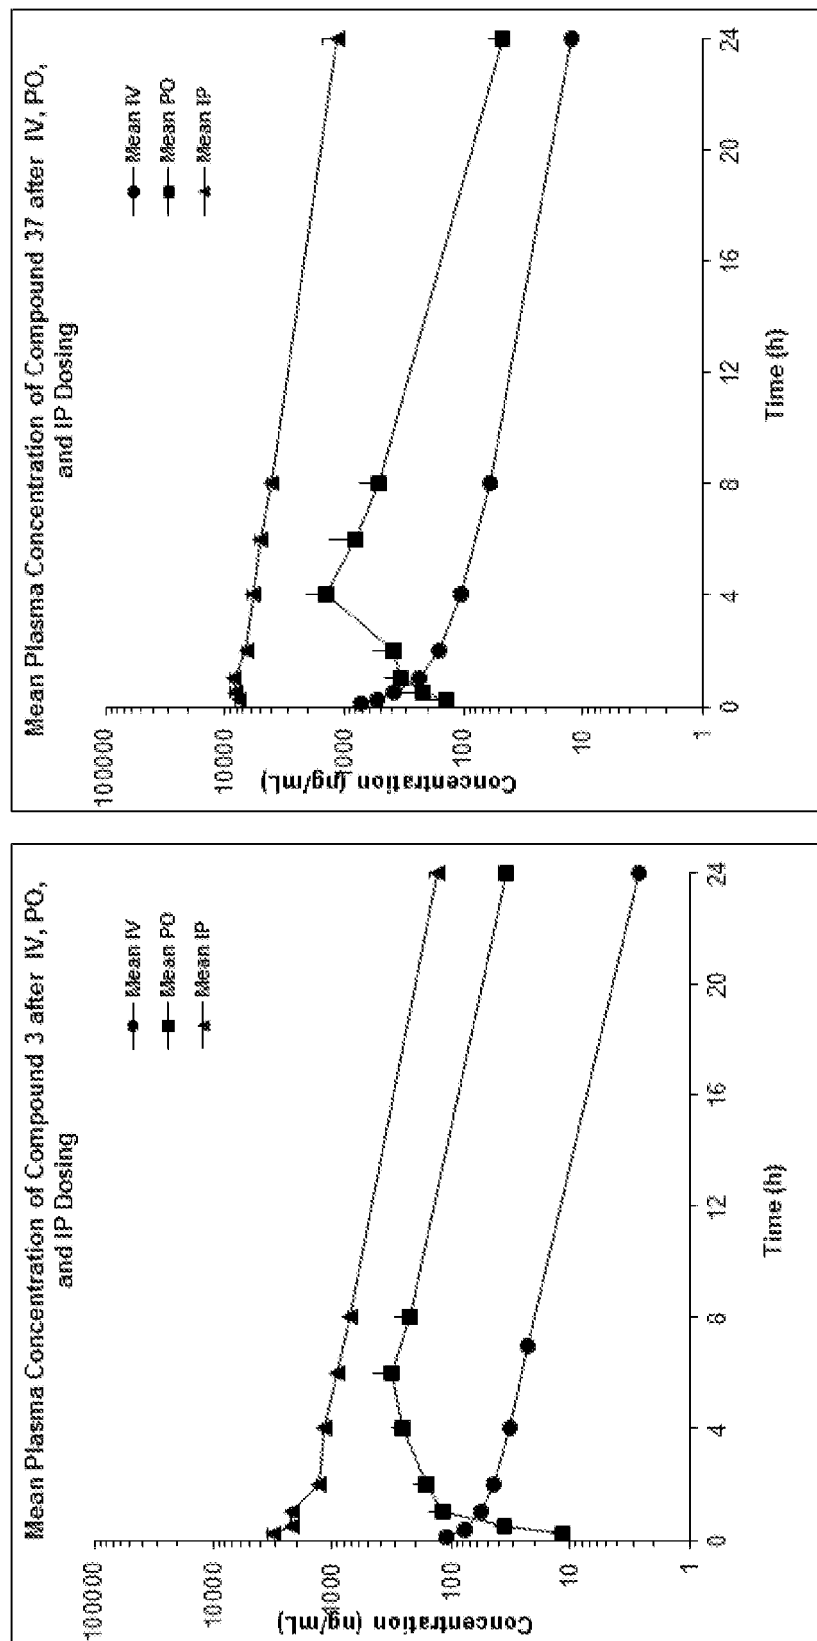 Mean Plasma Concentration of Compound 3 after IV, PO,
and IP Dosing
Mean IV
Mean PO
Mean IP
Concentration (ng/mL)
100000
10000
1000
100
10
1
0
4
8
12
16
20
24
Time (h)
Mean Plasma Concentration of Compound 37 after IV, PO,
and IP Dosing
Mean IV
Mean PO
Mean IP
Concentration (ng/mL)
100000
10000
1000
100
10
1
0
4
8
12
16
20
24
Time (h)